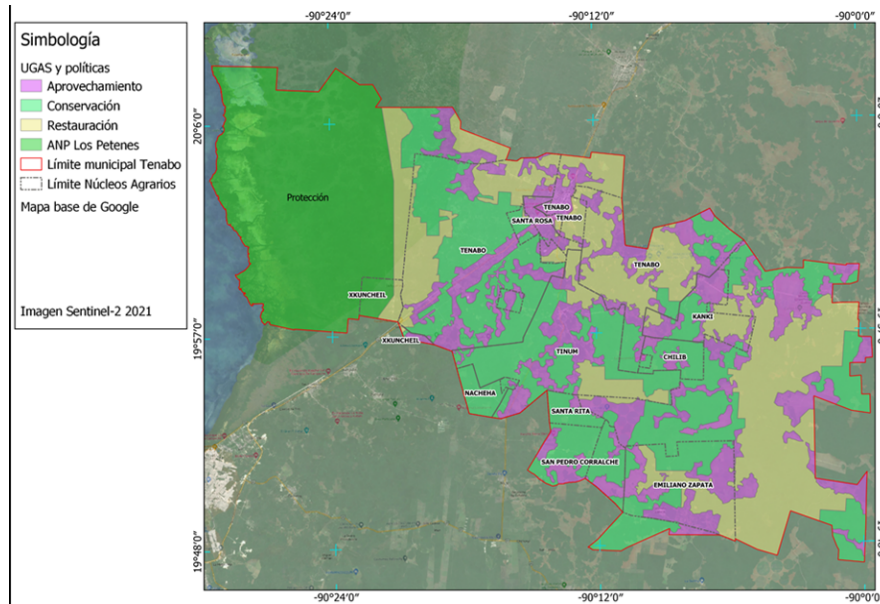 Simbología
UGAS y políticas
Aprovechamiento
Conservación
Restauración
ANP Los Petenes
Límite municipal Tenabo
Límite Núcleos Agrarios
Mapa base de Google
Imagen Sentinel-2 2021
-90°24'0"
-90°12'0"
-90°0'0"
20°6'0"
19°57'0"
19°48'0"
Protección
TENABO
SANTA ROSA
TENABO
TENABO
TENABO
XKUNCHEIL
KANKI
XKUNCHEIL
TINUM
CHILIB
NACHEHA
SANTA RITA
SAN PEDRO CORRALCHE
EMILIANO ZAPATA
-90°24'0"
-90°12'0"
-90°0'0"